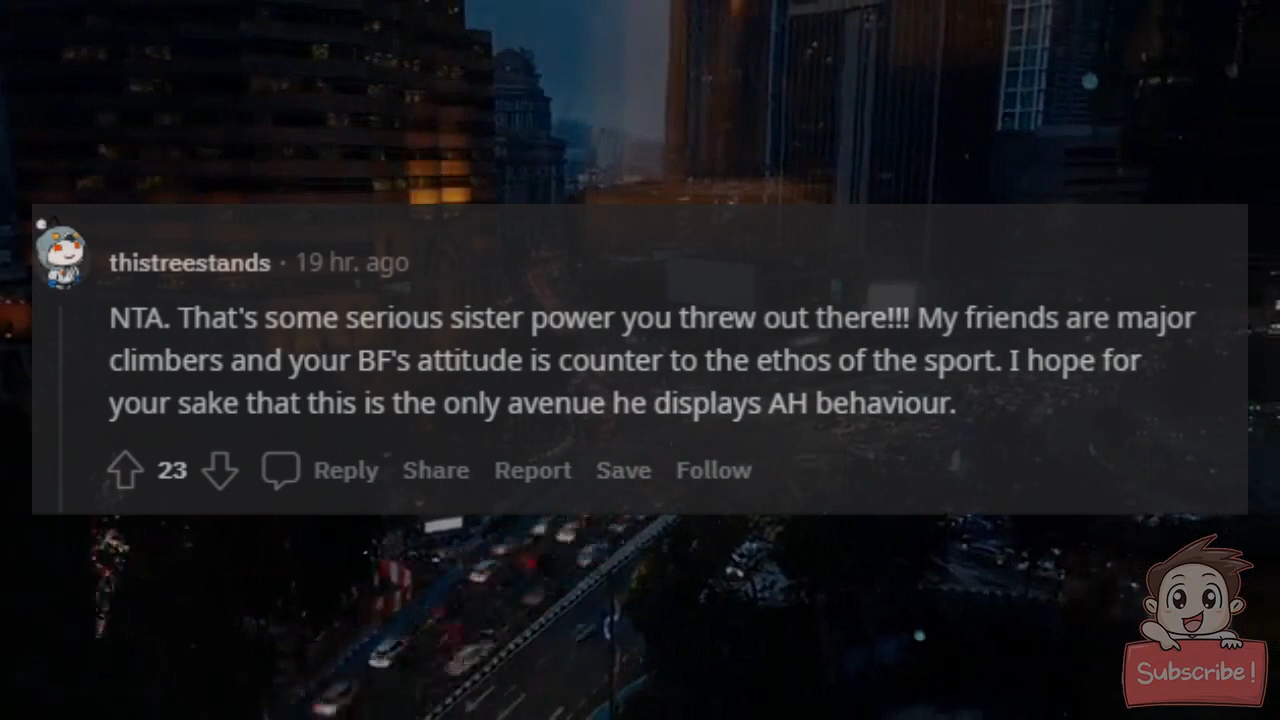 thistreestands · 19 hr. ago
NTA. That's some serious sister power you threw out there!!! My friends are major
climbers and your BF's attitude is counter to the ethos of the sport. I hope for
your sake that this is the only avenue he displays AH behaviour.
23 Reply Share Report Save Follow
Subscribe!